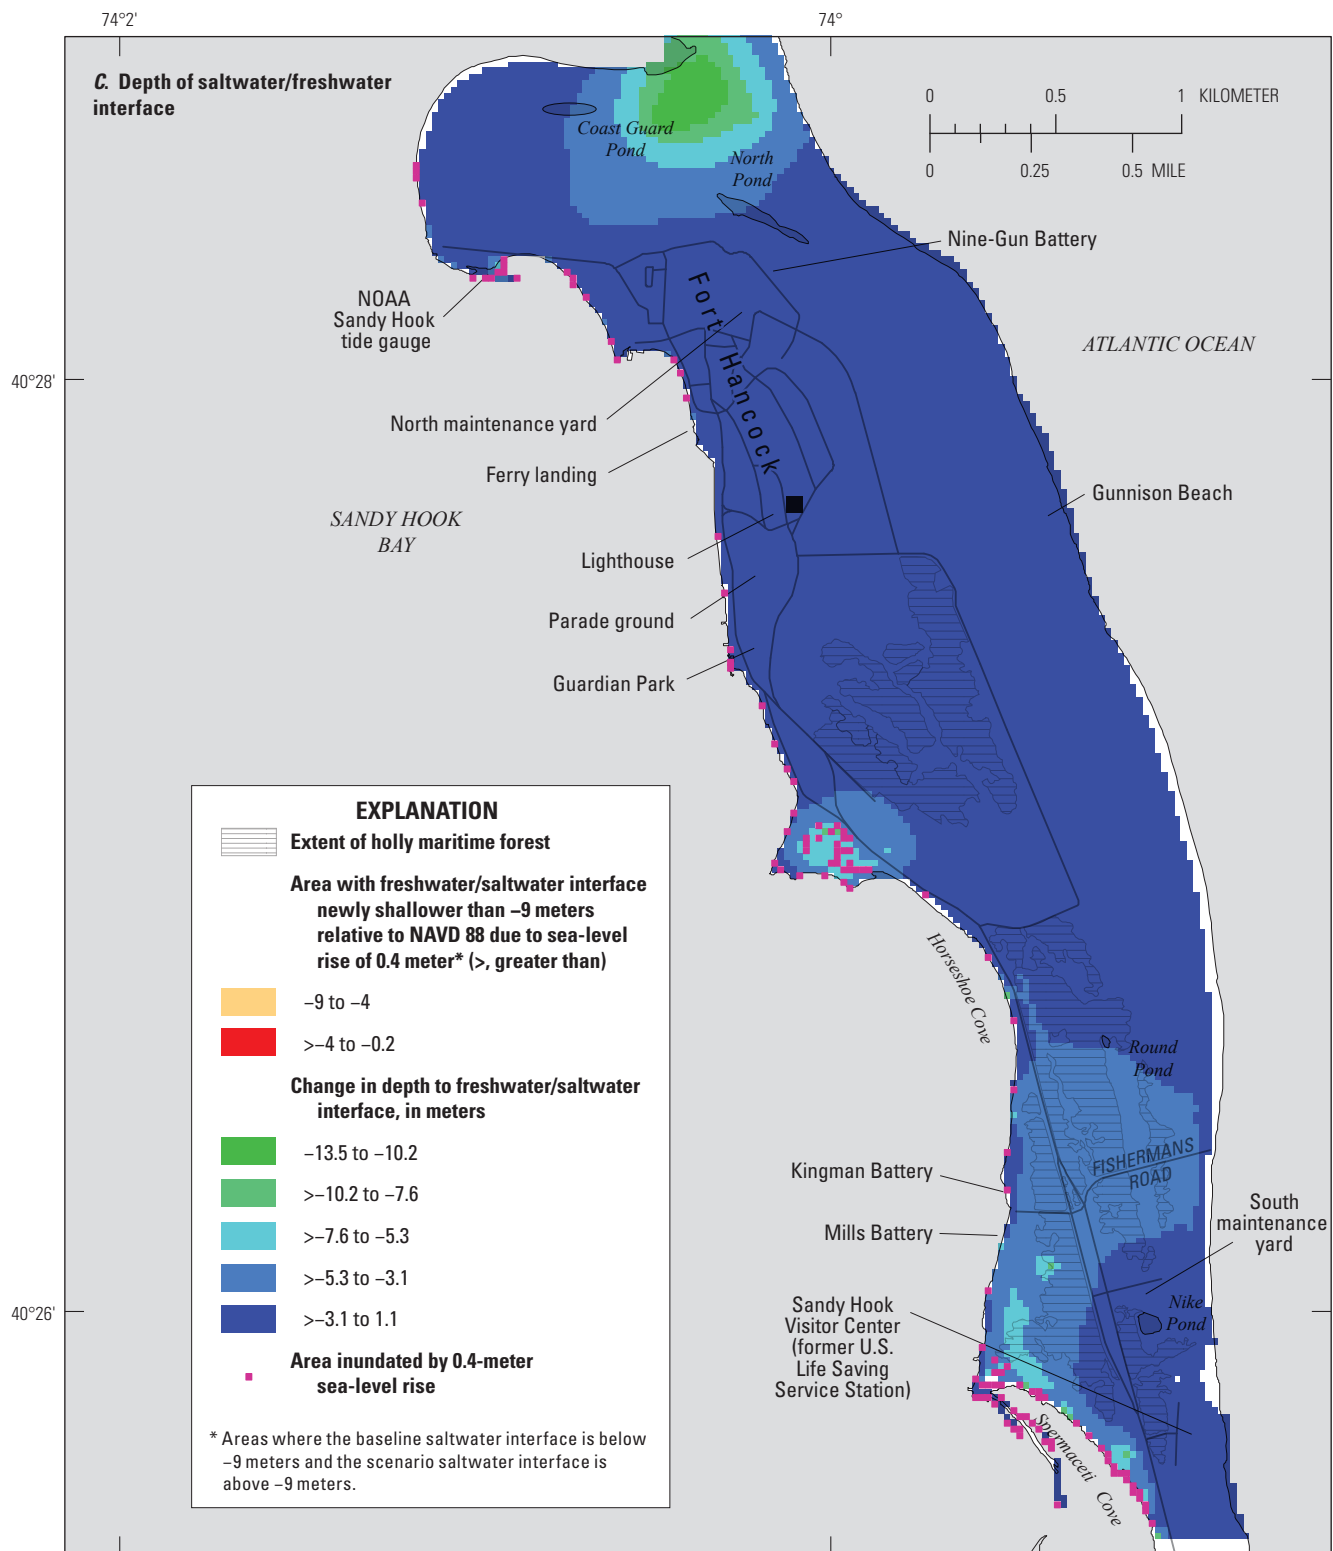 74°2'
74°
C. Depth of saltwater/freshwater
interface
0 0.5 1 KILOMETER
0 0.25 0.5 MILE
Coast Guard
Pond
North
Pond
Nine-Gun Battery
NOAA
Sandy Hook
tide gauge
Fort Hancock
ATLANTIC OCEAN
40°28'
North maintenance yard
Ferry landing
Gunnison Beach
SANDY HOOK
BAY
Lighthouse
Parade ground
Guardian Park
EXPLANATION
Extent of holly maritime forest
Area with freshwater/saltwater interface
newly shallower than −9 meters
relative to NAVD 88 due to sea-level
rise of 0.4 meter* (>, greater than)
−9 to −4
>−4 to −0.2
Change in depth to freshwater/saltwater
interface, in meters
−13.5 to −10.2
>−10.2 to −7.6
>−7.6 to −5.3
>−5.3 to −3.1
>−3.1 to 1.1
Area inundated by 0.4-meter
sea-level rise
* Areas where the baseline saltwater interface is below
−9 meters and the scenario saltwater interface is
above −9 meters.
Horseshoe Cove
Round
Pond
Kingman Battery
FISHERMANS
ROAD
Mills Battery
South
maintenance
yard
40°26'
Sandy Hook
Visitor Center
(former U.S.
Life Saving
Service Station)
Nike
Pond
Spermaceti Cove